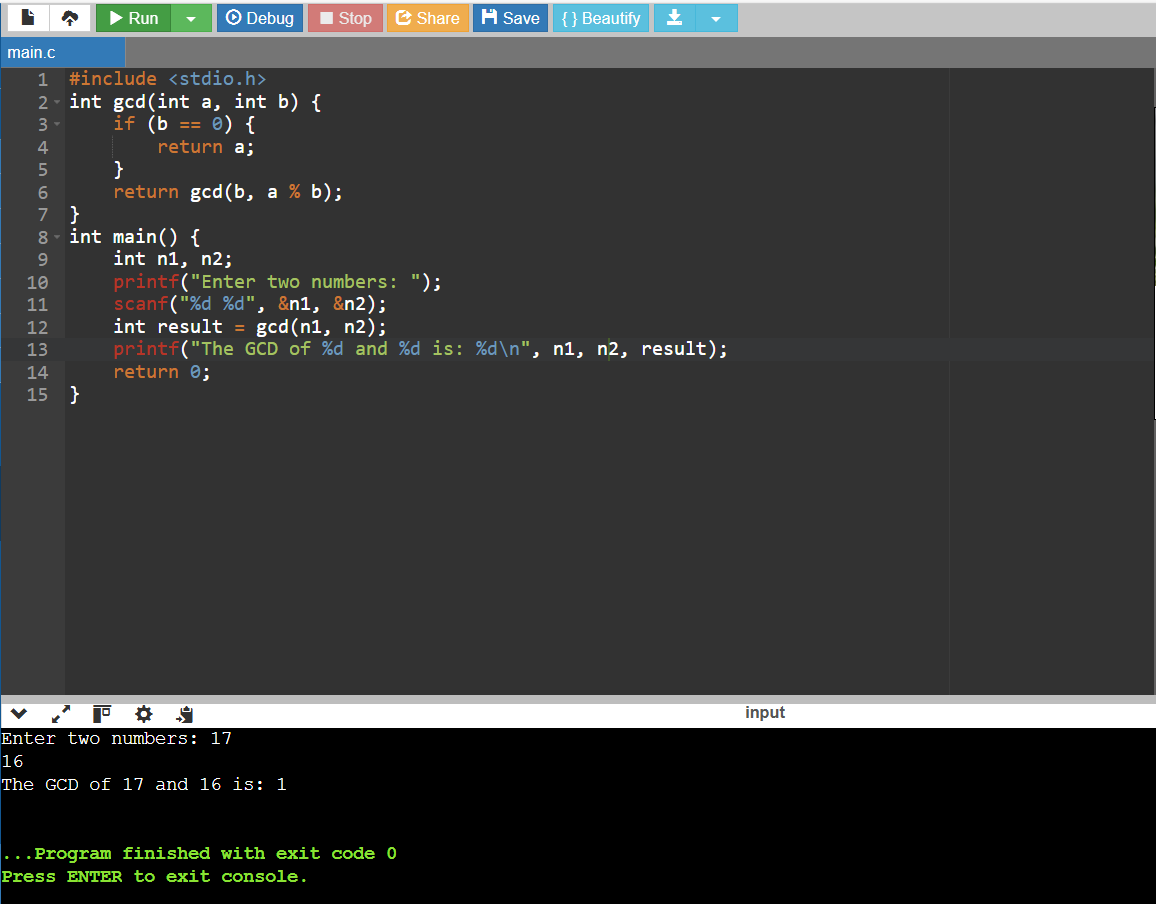 Run Debug Stop Share Save { } Beautify
main.c
1 #include <stdio.h>
2 int gcd(int a, int b) {
3     if (b == 0) {
4         return a;
5     }
6     return gcd(b, a % b);
7 }
8 int main() {
9     int n1, n2;
10     printf("Enter two numbers: ");
11     scanf("%d %d", &n1, &n2);
12     int result = gcd(n1, n2);
13     printf("The GCD of %d and %d is: %d\n", n1, n2, result);
14     return 0;
15 }
input
Enter two numbers: 17
16
The GCD of 17 and 16 is: 1
...Program finished with exit code 0
Press ENTER to exit console.